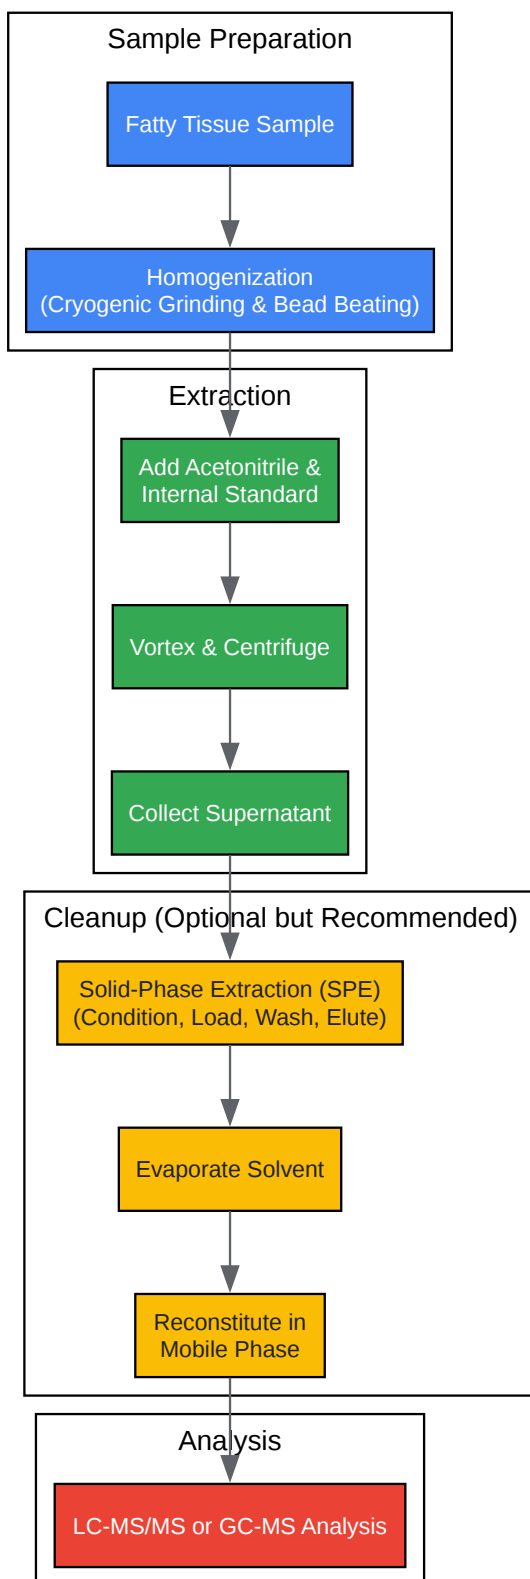 Sample Preparation
Fatty Tissue Sample
Homogenization
(Cryogenic Grinding & Bead Beating)
Extraction
Add Acetonitrile &
Internal Standard
Vortex & Centrifuge
Collect Supernatant
Cleanup (Optional but Recommended)
Solid-Phase Extraction (SPE)
(Condition, Load, Wash, Elute)
Evaporate Solvent
Reconstitute in
Mobile Phase
Analysis
LC-MS/MS or GC-MS Analysis